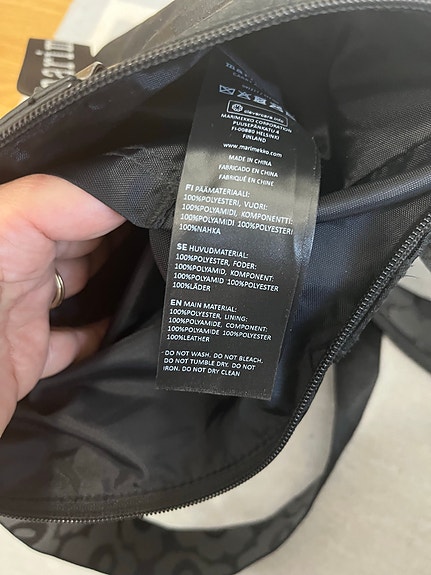 clevercare.info
MARIMEKKO CORPORATION
PUUSEPÄNKATU 4
FI-00880 HELSINKI
FINLAND
www.marimekko.com
MADE IN CHINA
FABRICADO EN CHINA
FABRIQUÉ EN CHINE
FI PÄÄMATERIAALI:
100%POLYESTERI, VUORI:
100%POLYAMIDI, KOMPONENTTI:
100%POLYAMIDI 100%POLYESTERI
100%NAHKA
SE HUVUDMATERIAL:
100%POLYESTER, FODER:
100%POLYAMID, KOMPONENT:
100%POLYAMID 100%POLYESTER
100%LÄDER
EN MAIN MATERIAL:
100%POLYESTER, LINING:
100%POLYAMIDE, COMPONENT:
100%POLYAMIDE 100%POLYESTER
100%LEATHER
DO NOT WASH. DO NOT BLEACH.
DO NOT TUMBLE DRY. DO NOT
IRON. DO NOT DRY CLEAN